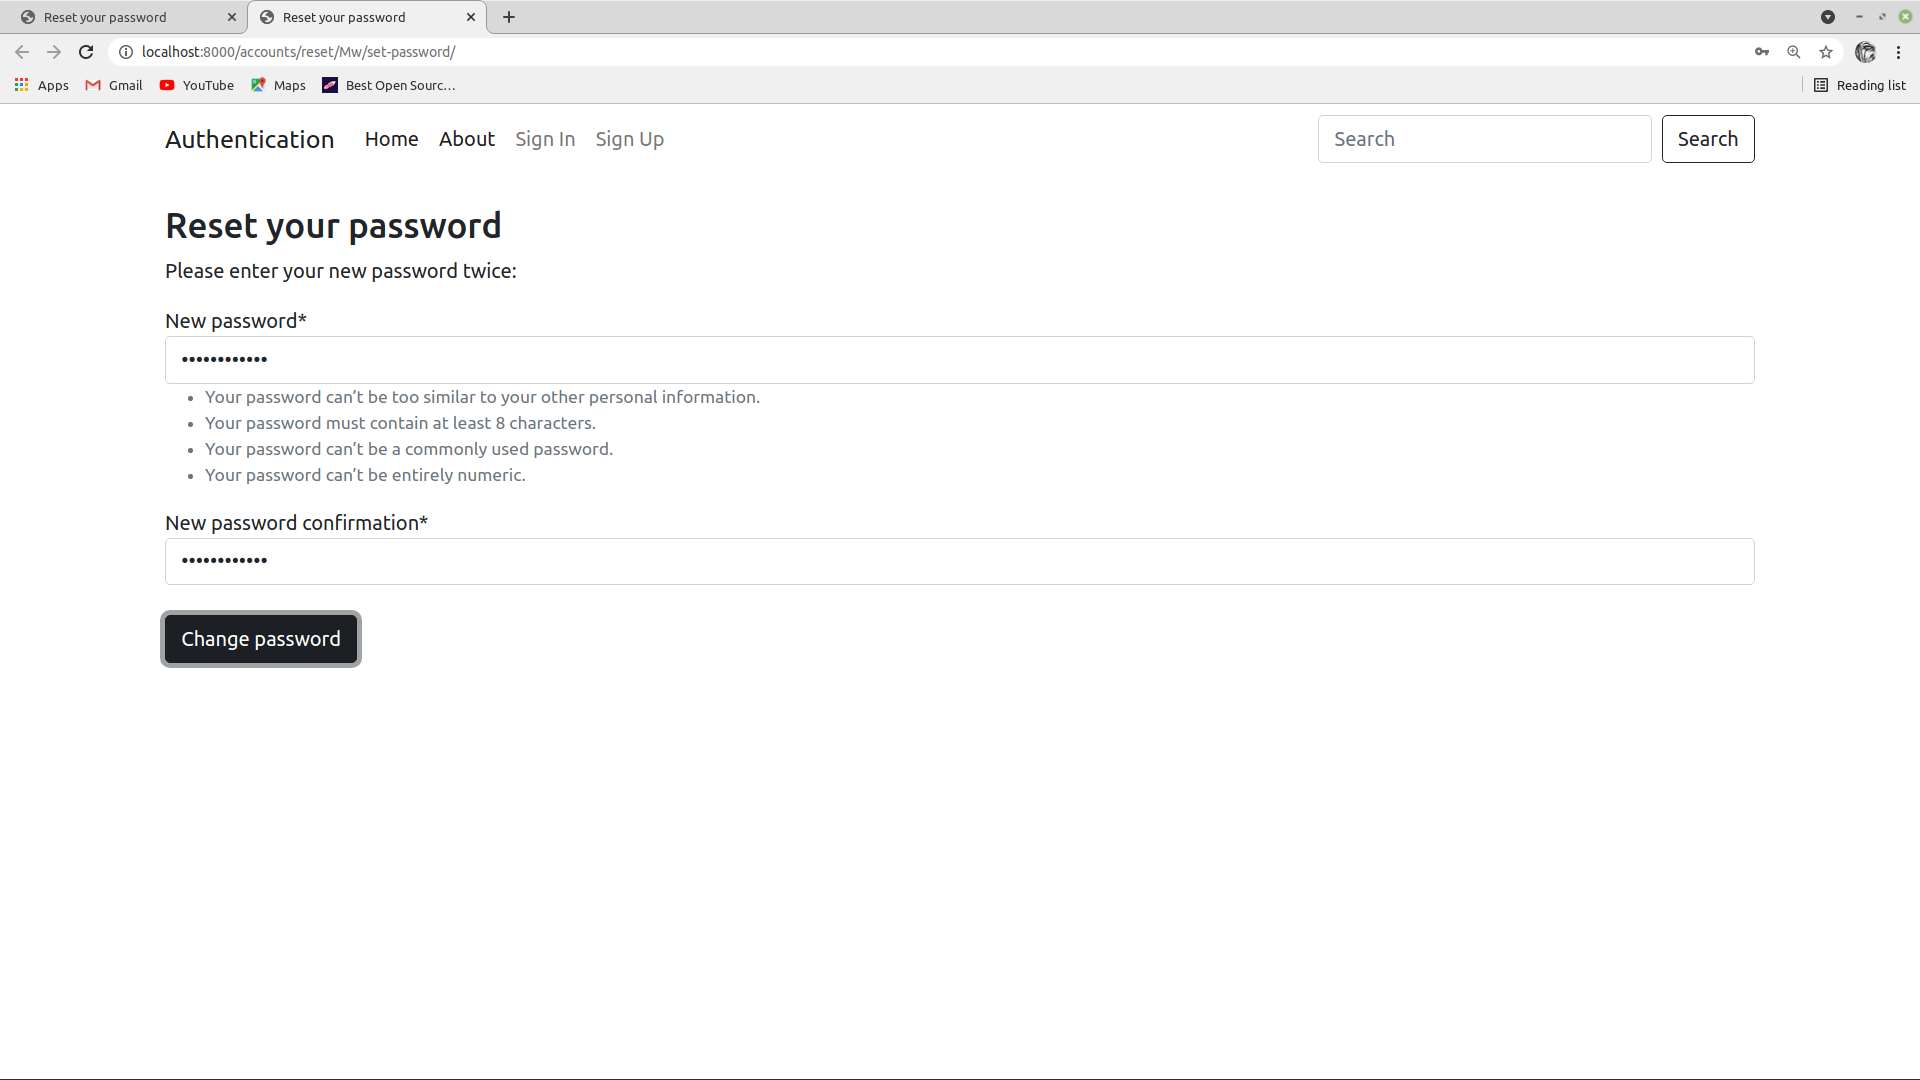 Reset your password
Reset your password
localhost:8000/accounts/reset/Mw/set-password/
Apps Gmail YouTube Maps Best Open Sourc... Reading list
Authentication Home About Sign In Sign Up Search Search
Reset your password
Please enter your new password twice:
New password*
••••••••••••
• Your password can’t be too similar to your other personal information.
• Your password must contain at least 8 characters.
• Your password can’t be a commonly used password.
• Your password can’t be entirely numeric.
New password confirmation*
••••••••••••
Change password